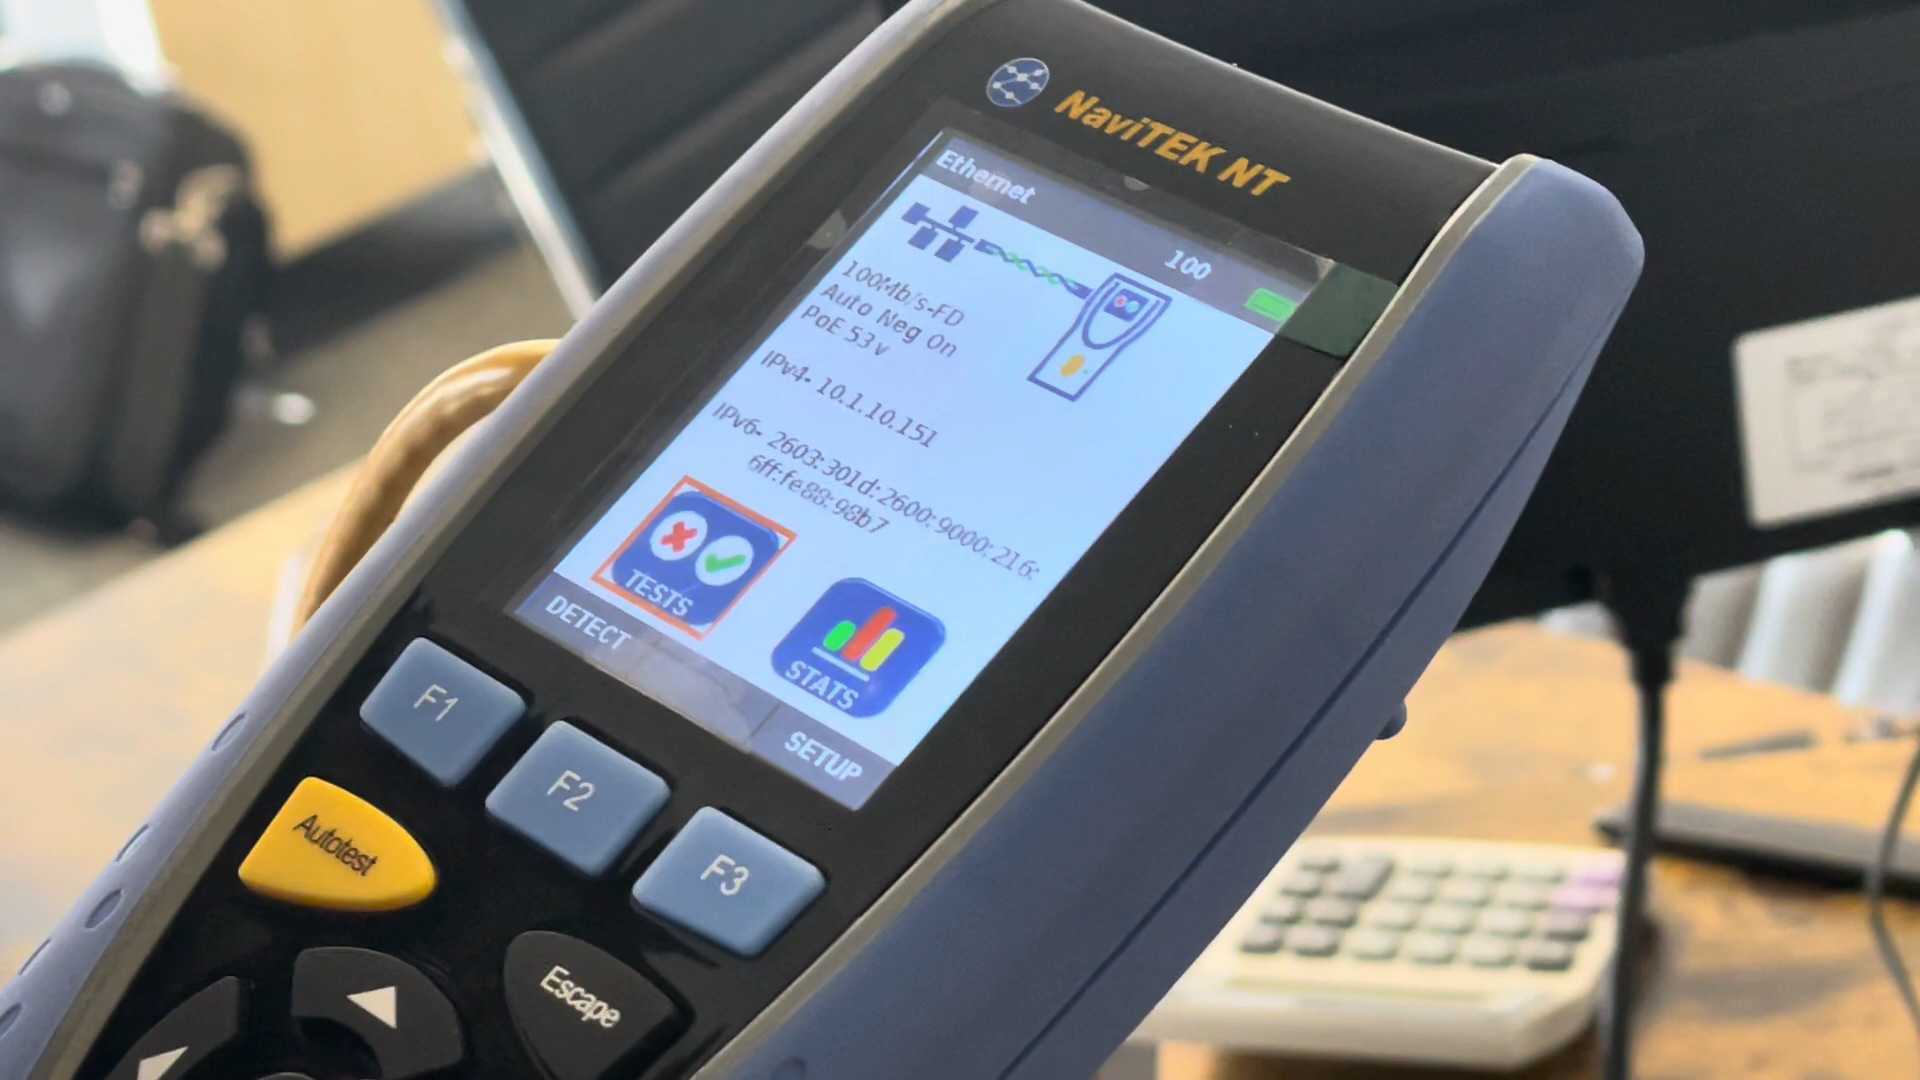 NaviTEK NT
Ethernet
100
100Mb/s-FD
Auto Neg On
PoE 53v
IPv4- 10.1.10.151
IPv6- 2603:301d:2600:9000:216:
6ff:fe88:98b7
TESTS
STATS
DETECT
SETUP
F1
F2
F3
Autotest
Escape